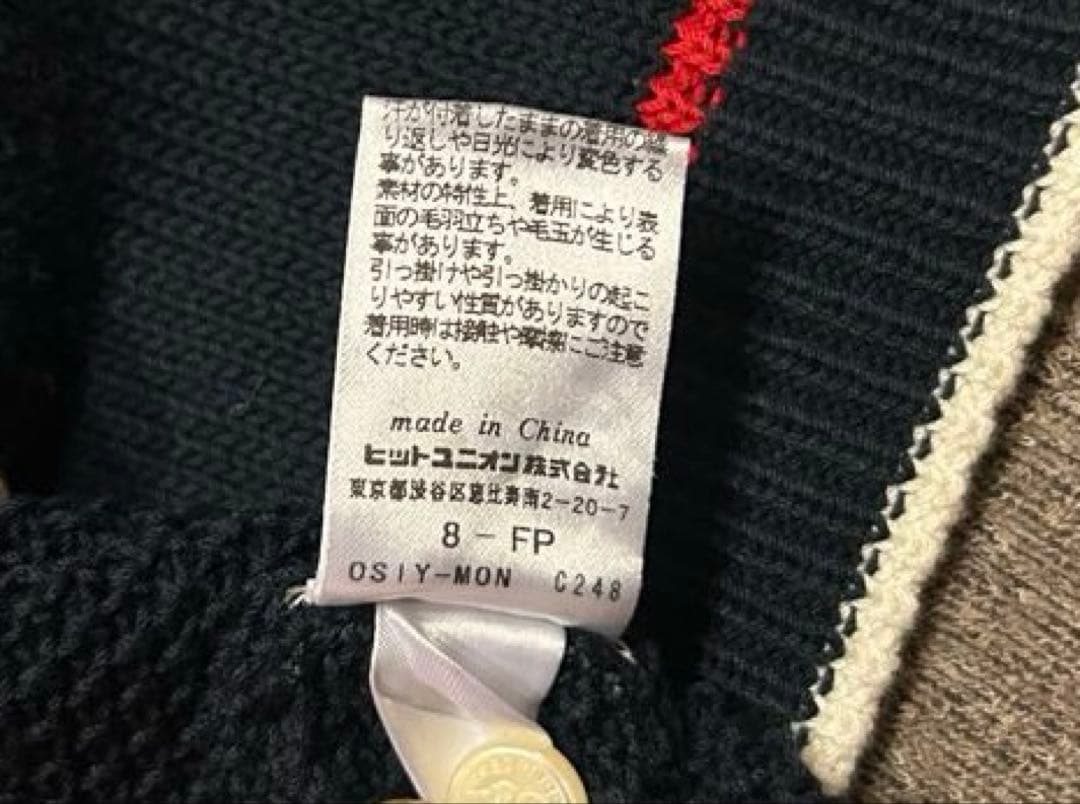 汗が付着したままの着用の繰
り返しや日光により変色する
事があります。
素材の特性上、着用により表
面の毛羽立ちや毛玉が生じる
事があります。
引っ掛けや引っ掛かりの起こ
りやすい性質がありますので
着用時は接触や摩擦にご注意
ください。
made in China
ヒットユニオン株式会社
東京都渋谷区恵比寿南2-20-7
8-FP
OSIY-MON C248